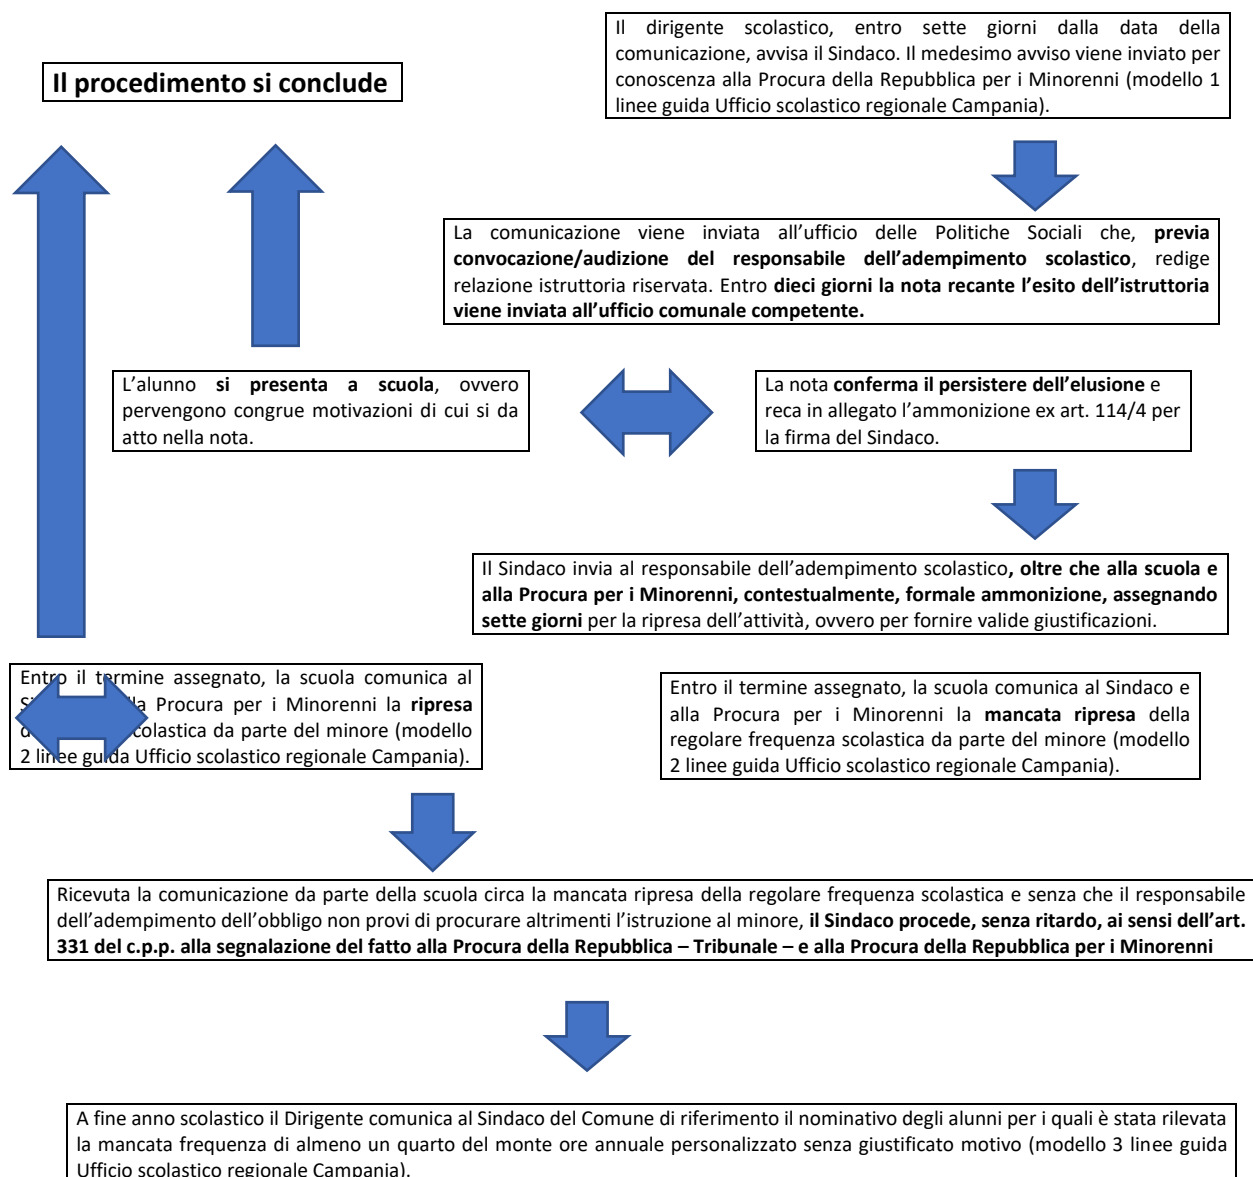 Il dirigente scolastico, entro sette giorni dalla data della
comunicazione, avvisa il Sindaco. Il medesimo avviso viene inviato per
conoscenza alla Procura della Repubblica per i Minorenni (modello 1
linee guida Ufficio scolastico regionale Campania).
Il procedimento si conclude
La comunicazione viene inviata all’ufficio delle Politiche Sociali che, previa
convocazione/audizione del responsabile dell’adempimento scolastico, redige
relazione istruttoria riservata. Entro dieci giorni la nota recante l’esito dell’istruttoria
viene inviata all’ufficio comunale competente.
L’alunno si presenta a scuola, ovvero
pervengono congrue motivazioni di cui si da
atto nella nota.
La nota conferma il persistere dell’elusione e
reca in allegato l’ammonizione ex art. 114/4 per
la firma del Sindaco.
Il Sindaco invia al responsabile dell’adempimento scolastico, oltre che alla scuola e
alla Procura per i Minorenni, contestualmente, formale ammonizione, assegnando
sette giorni per la ripresa dell’attività, ovvero per fornire valide giustificazioni.
Entro il termine assegnato, la scuola comunica al
Procura per i Minorenni la ripresa
scolastica da parte del minore (modello
2 linee guida Ufficio scolastico regionale Campania).
Entro il termine assegnato, la scuola comunica al Sindaco e
alla Procura per i Minorenni la mancata ripresa della
regolare frequenza scolastica da parte del minore (modello
2 linee guida Ufficio scolastico regionale Campania).
Ricevuta la comunicazione da parte della scuola circa la mancata ripresa della regolare frequenza scolastica e senza che il responsabile
dell’adempimento dell’obbligo non provi di procurare altrimenti l’istruzione al minore, il Sindaco procede, senza ritardo, ai sensi dell’art.
331 del c.p.p. alla segnalazione del fatto alla Procura della Repubblica – Tribunale – e alla Procura della Repubblica per i Minorenni
A fine anno scolastico il Dirigente comunica al Sindaco del Comune di riferimento il nominativo degli alunni per i quali è stata rilevata
la mancata frequenza di almeno un quarto del monte ore annuale personalizzato senza giustificato motivo (modello 3 linee guida
Ufficio scolastico regionale Campania).